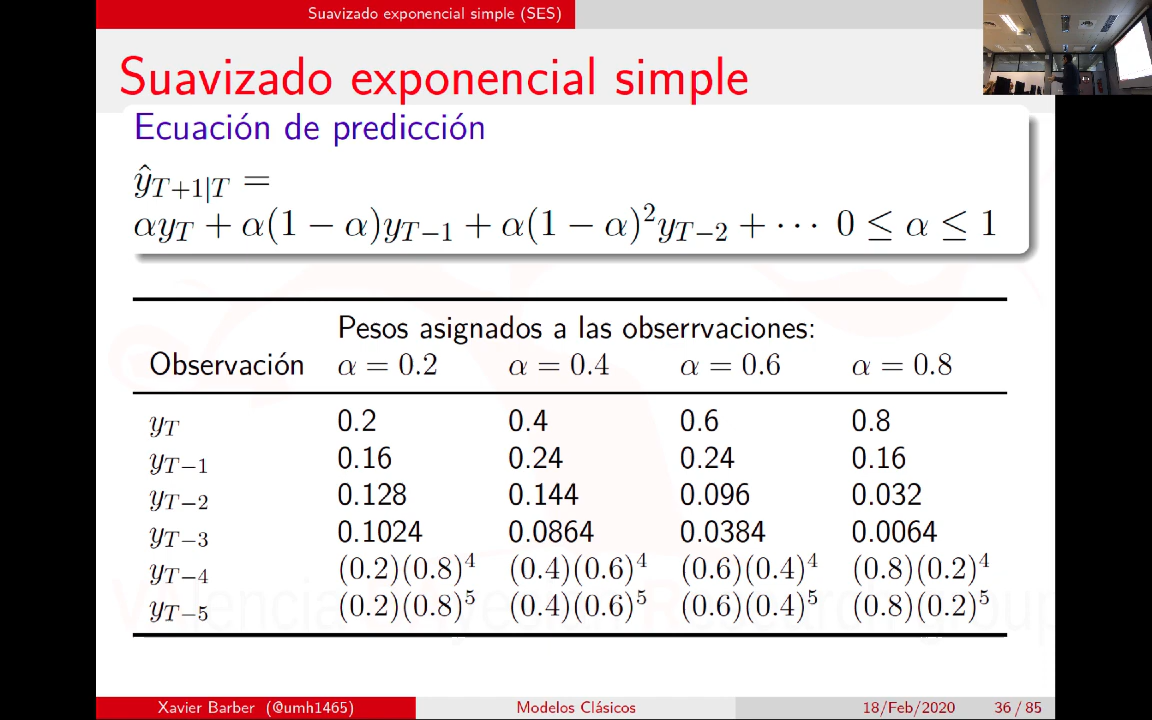 Suavizado exponencial simple (SES)
Suavizado exponencial simple
Ecuación de predicción
ŷ_{T+1|T} =
αy_T + α(1 − α)y_{T−1} + α(1 − α)²y_{T−2} + ⋯ 0 ≤ α ≤ 1
Pesos asignados a las obserrvaciones:
Observación α = 0.2 α = 0.4 α = 0.6 α = 0.8
y_T 0.2 0.4 0.6 0.8
y_{T−1} 0.16 0.24 0.24 0.16
y_{T−2} 0.128 0.144 0.096 0.032
y_{T−3} 0.1024 0.0864 0.0384 0.0064
y_{T−4} (0.2)(0.8)⁴ (0.4)(0.6)⁴ (0.6)(0.4)⁴ (0.8)(0.2)⁴
y_{T−5} (0.2)(0.8)⁵ (0.4)(0.6)⁵ (0.6)(0.4)⁵ (0.8)(0.2)⁵
Xavier Barber (@umh1465) Modelos Clásicos 18/Feb/2020 36 / 85